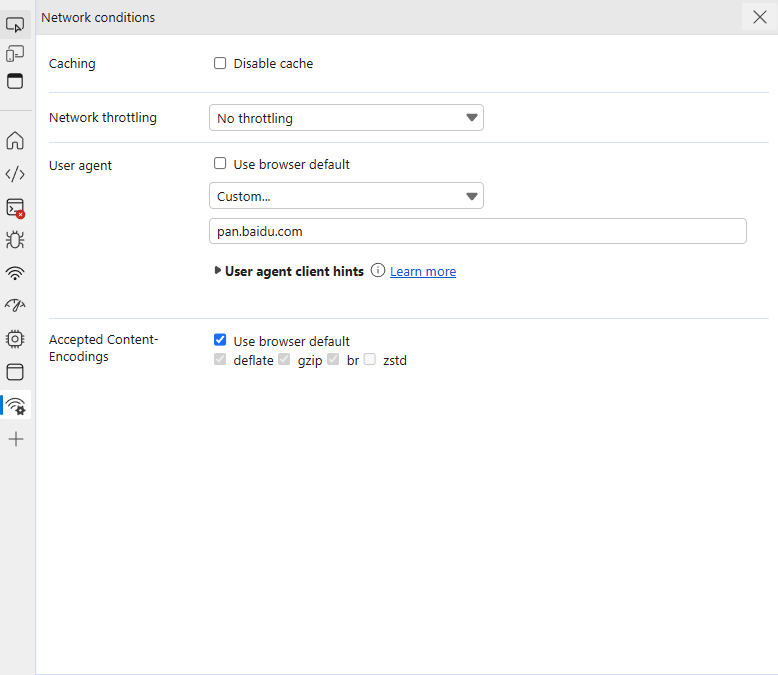 Network conditions
Caching
Disable cache
Network throttling
No throttling
User agent
Use browser default
Custom...
pan.baidu.com
User agent client hints Learn more
Accepted Content-
Encodings
Use browser default
deflate gzip br zstd